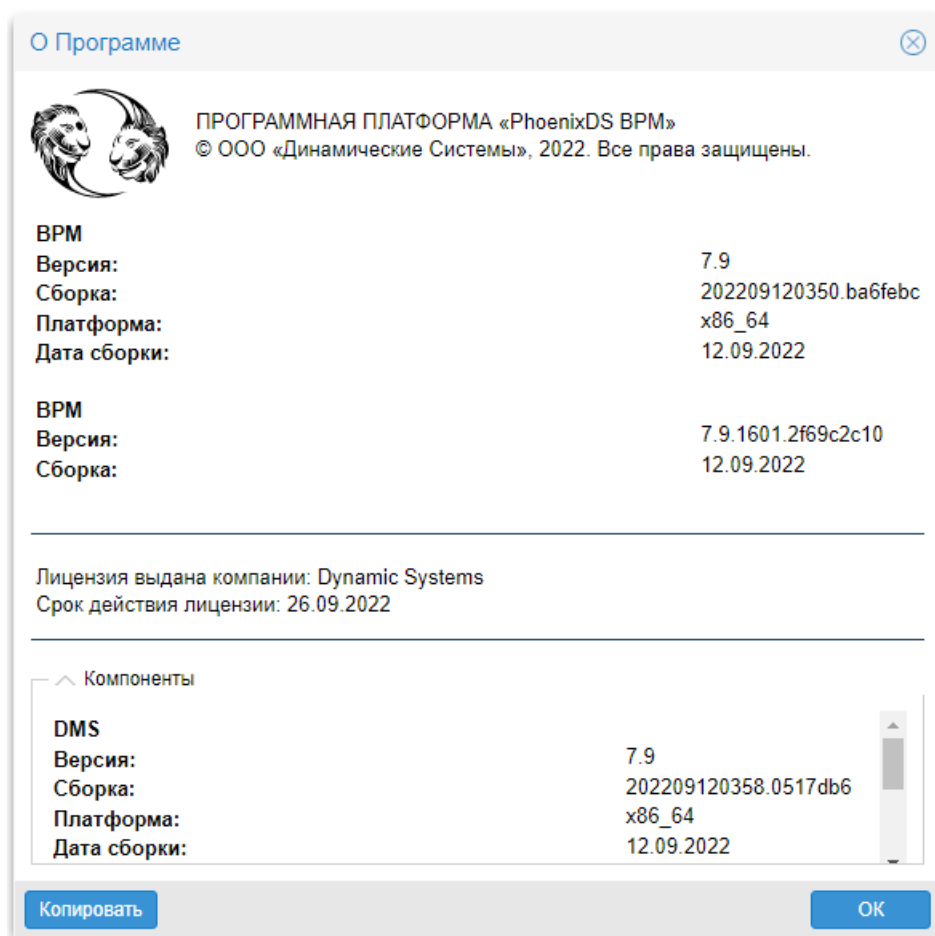 О Программе
ПРОГРАММНАЯ ПЛАТФОРМА «PhoenixDS BPM»
© ООО «Динамические Системы», 2022. Все права защищены.
BPM
Версия: 7.9
Сборка: 202209120350.ba6febc
Платформа: x86_64
Дата сборки: 12.09.2022
BPM
Версия: 7.9.1601.2f69c2c10
Сборка: 12.09.2022
Лицензия выдана компании: Dynamic Systems
Срок действия лицензии: 26.09.2022
Компоненты
DMS
Версия: 7.9
Сборка: 202209120358.0517db6
Платформа: x86_64
Дата сборки: 12.09.2022
Копировать OK